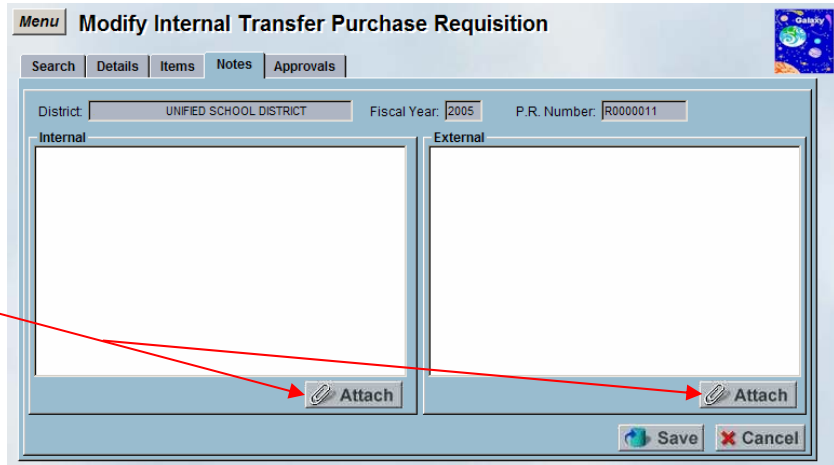 Menu Modify Internal Transfer Purchase Requisition
Galaxy
Search Details Items Notes Approvals
District: UNIFIED SCHOOL DISTRICT Fiscal Year: 2005 P.R. Number: R0000011
Internal External
Attach Attach
Save Cancel